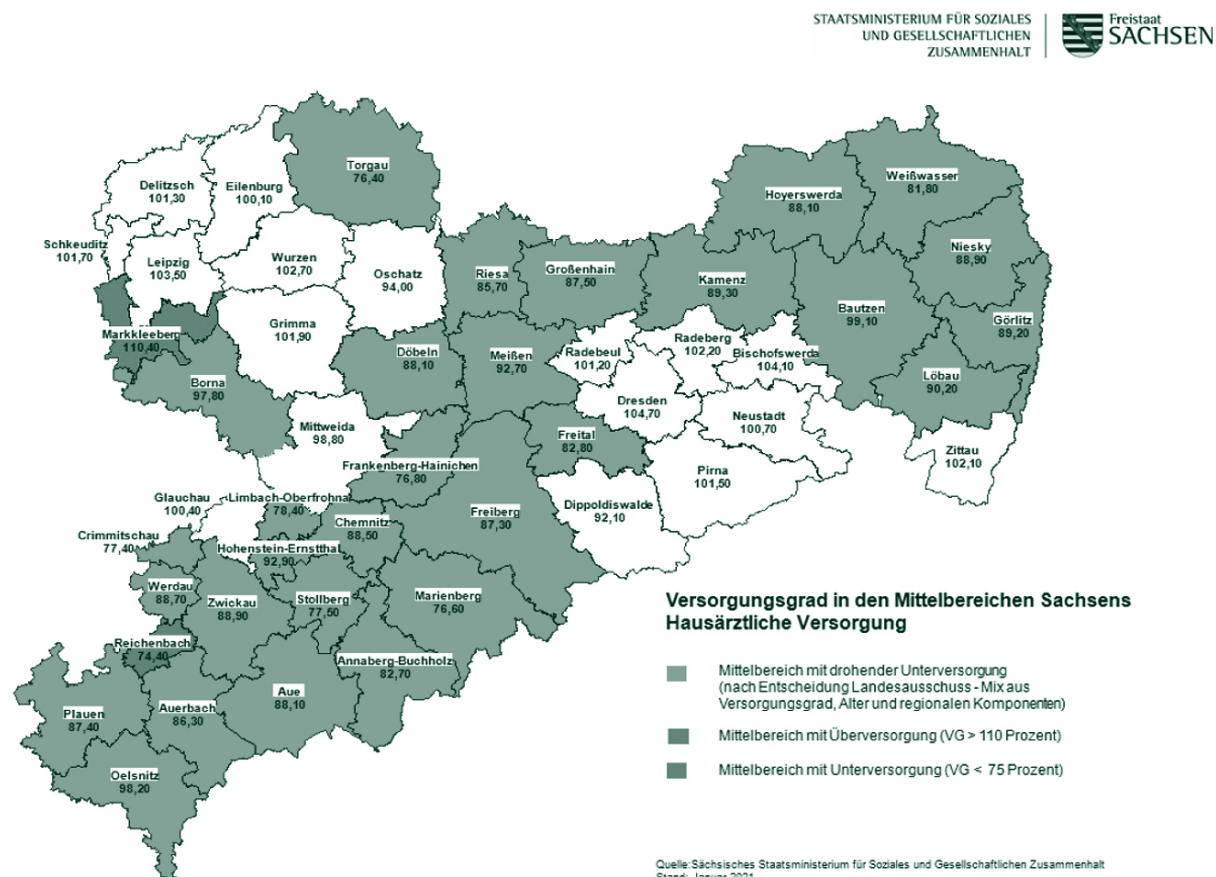 STAATSMINISTERIUM FÜR SOZIALES
UND GESELLSCHAFTLICHEN
ZUSAMMENHALT
Freistaat
SACHSEN
Torgau
76,40
Delitzsch
101,30
Eilenburg
100,10
Hoyerswerda
88,10
Weißwasser
81,80
Schkeuditz
101,70
Leipzig
103,50
Wurzen
102,70
Oschatz
94,00
Riesa
85,70
Großenhain
87,50
Kamenz
89,30
Niesky
88,90
Bautzen
99,10
Görlitz
89,20
Markkleeberg
110,40
Grimma
101,90
Döbeln
88,10
Meißen
92,70
Radebeul
101,20
Radeberg
102,20
Bischofswerda
104,10
Löbau
90,20
Borna
97,80
Dresden
104,70
Neustadt
100,70
Mittweida
98,80
Freital
82,80
Zittau
102,10
Frankenberg-Hainichen
76,80
Pirna
101,50
Glauchau
100,40
Limbach-Oberfrohna
78,40
Freiberg
87,30
Dippoldiswalde
92,10
Crimmitschau
77,40
Chemnitz
88,50
Hohenstein-Ernstthal
92,90
Werdau
88,70
Zwickau
88,90
Stollberg
77,50
Marienberg
76,60
Reichenbach
74,40
Annaberg-Buchholz
82,70
Aue
88,10
Plauen
87,40
Auerbach
86,30
Oelsnitz
98,20
Versorgungsgrad in den Mittelbereichen Sachsens
Hausärztliche Versorgung
Mittelbereich mit drohender Unterversorgung
(nach Entscheidung Landesausschuss - Mix aus
Versorgungsgrad, Alter und regionalen Komponenten)
Mittelbereich mit Überversorgung (VG > 110 Prozent)
Mittelbereich mit Unterversorgung (VG < 75 Prozent)
Quelle: Sächsisches Staatsministerium für Soziales und Gesellschaftlichen Zusammenhalt
Stand: Januar 2021